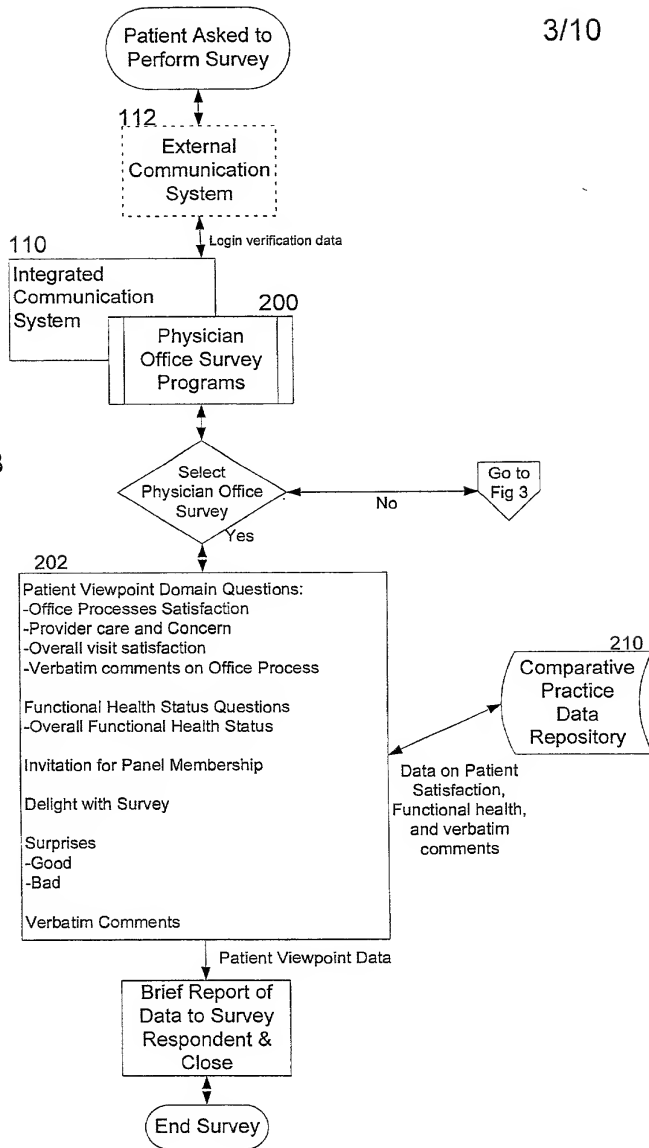 3/10
Patient Asked to
Perform Survey
112
External
Communication
System
Login verification data
110
Integrated
Communication
System
200
Physician
Office Survey
Programs
Select
Physician Office
Survey
No
Go to
Fig 3
Yes
202
Patient Viewpoint Domain Questions:
-Office Processes Satisfaction
-Provider care and Concern
-Overall visit satisfaction
-Verbatim comments on Office Process
Functional Health Status Questions
-Overall Functional Health Status
Invitation for Panel Membership
Delight with Survey
Surprises
-Good
-Bad
Verbatim Comments
210
Comparative
Practice
Data
Repository
Data on Patient
Satisfaction,
Functional health,
and verbatim
comments
Patient Viewpoint Data
Brief Report of
Data to Survey
Respondent &
Close
End Survey